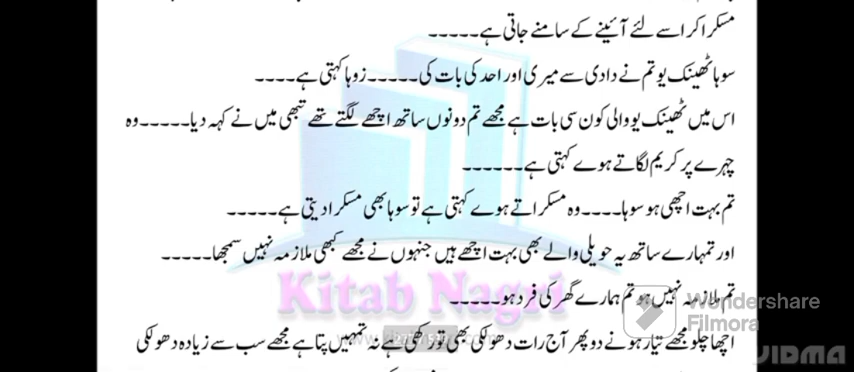 مسکرا کر اسے لئے آئینے کے سامنے جاتی ہے۔۔۔۔۔
سوہا ٹھینک یو تم نے دادی سے میری اور احد کی بات کی۔۔۔۔۔ زوہا کہتی ہے۔۔۔۔
اس میں ٹھینک یو والی کون سی بات ہے مجھے تم دونوں ساتھ اچھے لگتے تھے تبھی میں نے کہہ دیا۔۔۔۔۔وہ
چہرے پر کریم لگاتے ہوے کہتی ہے۔۔۔۔۔۔
تم بہت اچھی ہو سوہا۔۔۔۔وہ مسکراتے ہوے کہتی ہے تو سوہا بھی مسکرا دیتی ہے۔۔۔۔۔
اور تمہارے ساتھ یہ حویلی والے بھی بہت اچھے ہیں جنہوں نے مجھے کبھی ملازمہ نہیں سمجھا۔۔۔۔۔
تم ملازمہ نہیں ہو تم ہمارے گھر کی فرد ہو۔۔۔۔۔
اچھا چلو مجھے تیار ہونے دو پھر آج رات دھولکی بھی تو رکھی ہے نہ تمہیں پتا ہے مجھے سب سے زیادہ دھولکی
Kitab Nagri
Wondershare
Filmora
VIDMA